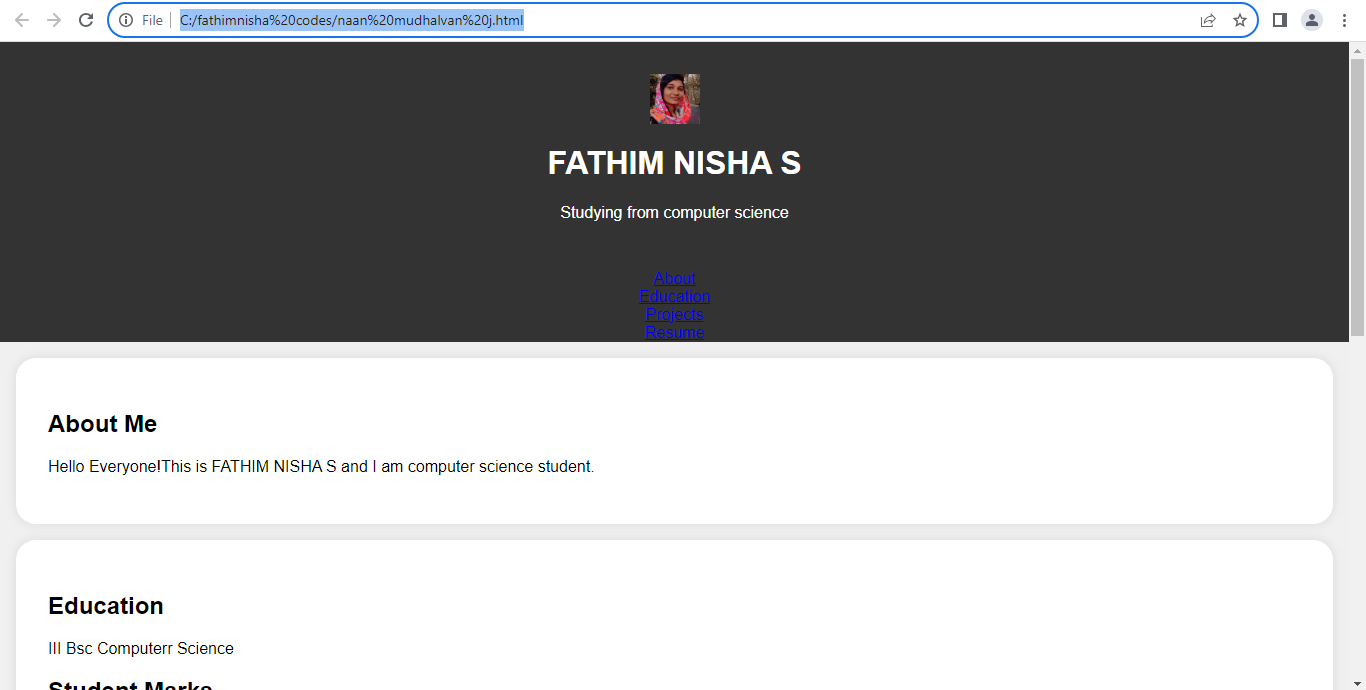 File C:/fathimnisha%20codes/naan%20mudhalvan%20j.html
FATHIM NISHA S
Studying from computer science
About
Education
Projects
Resume
About Me
Hello Everyone!This is FATHIM NISHA S and I am computer science student.
Education
III Bsc Computerr Science
Student Marks